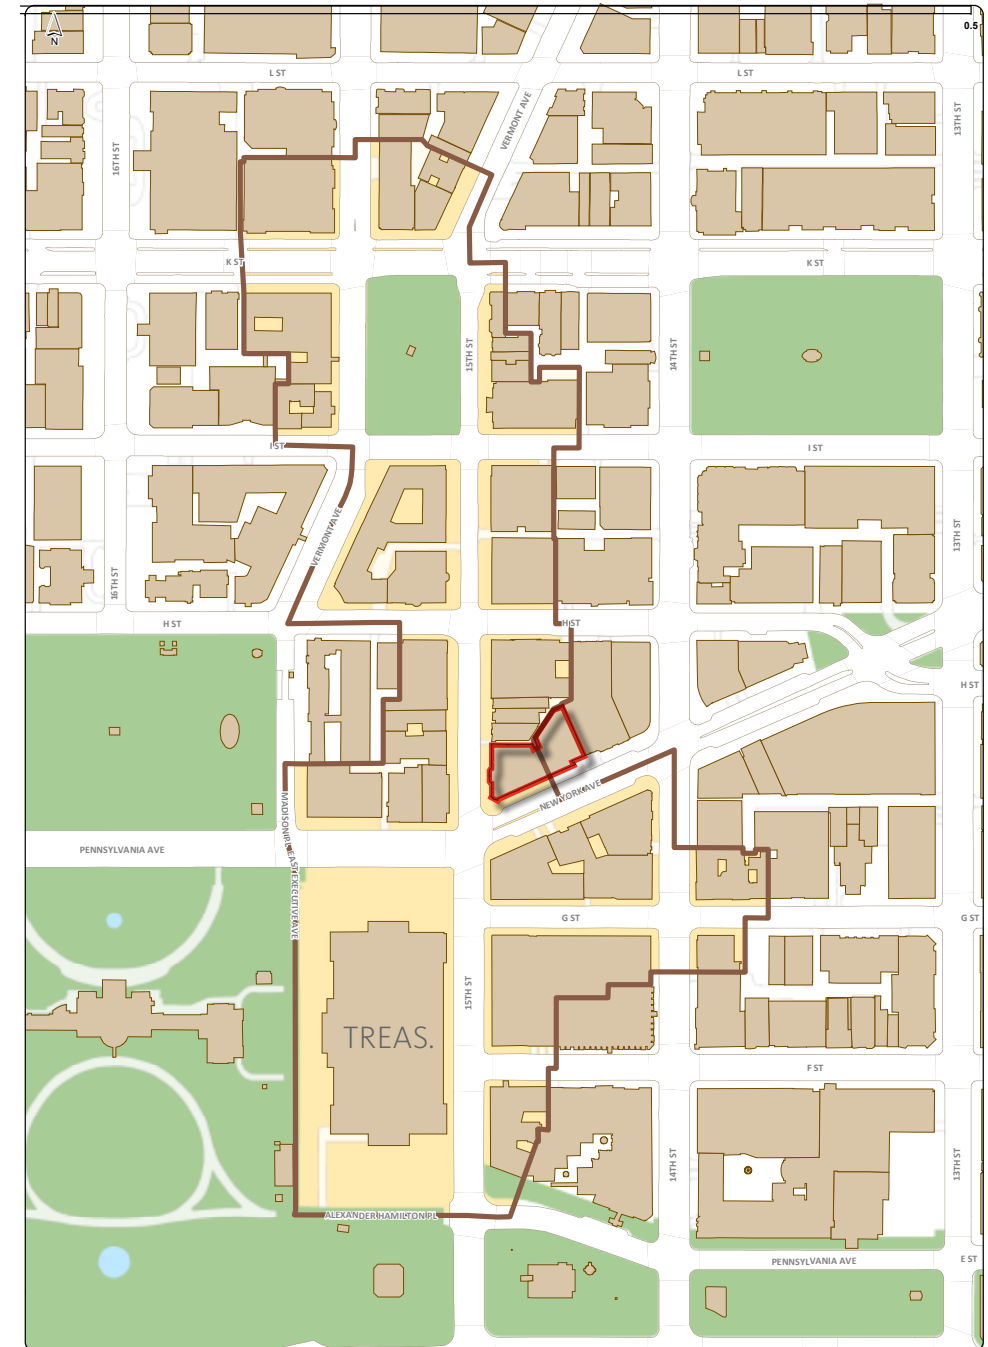 0.5
N
L ST
L ST
VERMONT AVE
13TH ST
16TH ST
K ST
K ST
15TH ST
14TH ST
I ST
I ST
VERMONT AVE
13TH ST
16TH ST
H ST
H ST
H ST
NEW YORK AVE
MADISON PL
PENNSYLVANIA AVE
EAST EXECUTIVE AVE
G ST
G ST
15TH ST
TREAS.
F ST
14TH ST
13TH ST
ALEXANDER HAMILTON PL
PENNSYLVANIA AVE
E ST